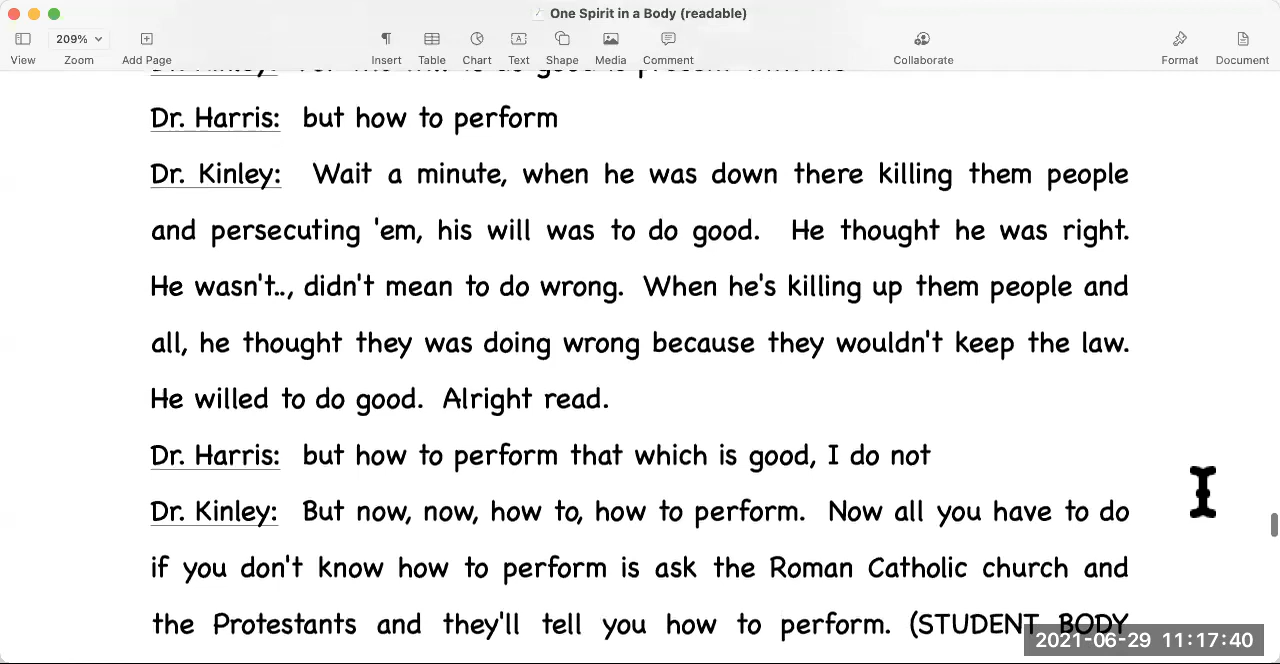 One Spirit in a Body (readable)
View
209%
Zoom
Add Page
Insert
Table
Chart
Text
Shape
Media
Comment
Collaborate
Format
Document
Dr. Harris: but how to perform
Dr. Kinley: Wait a minute, when he was down there killing them people
and persecuting 'em, his will was to do good. He thought he was right.
He wasn't.., didn't mean to do wrong. When he's killing up them people and
all, he thought they was doing wrong because they wouldn't keep the law.
He willed to do good. Alright read.
Dr. Harris: but how to perform that which is good, I do not
Dr. Kinley: But now, now, how to, how to perform. Now all you have to do
if you don't know how to perform is ask the Roman Catholic church and
the Protestants and they'll tell you how to perform. (STUDENT BODY
2021-06-29 11:17:40